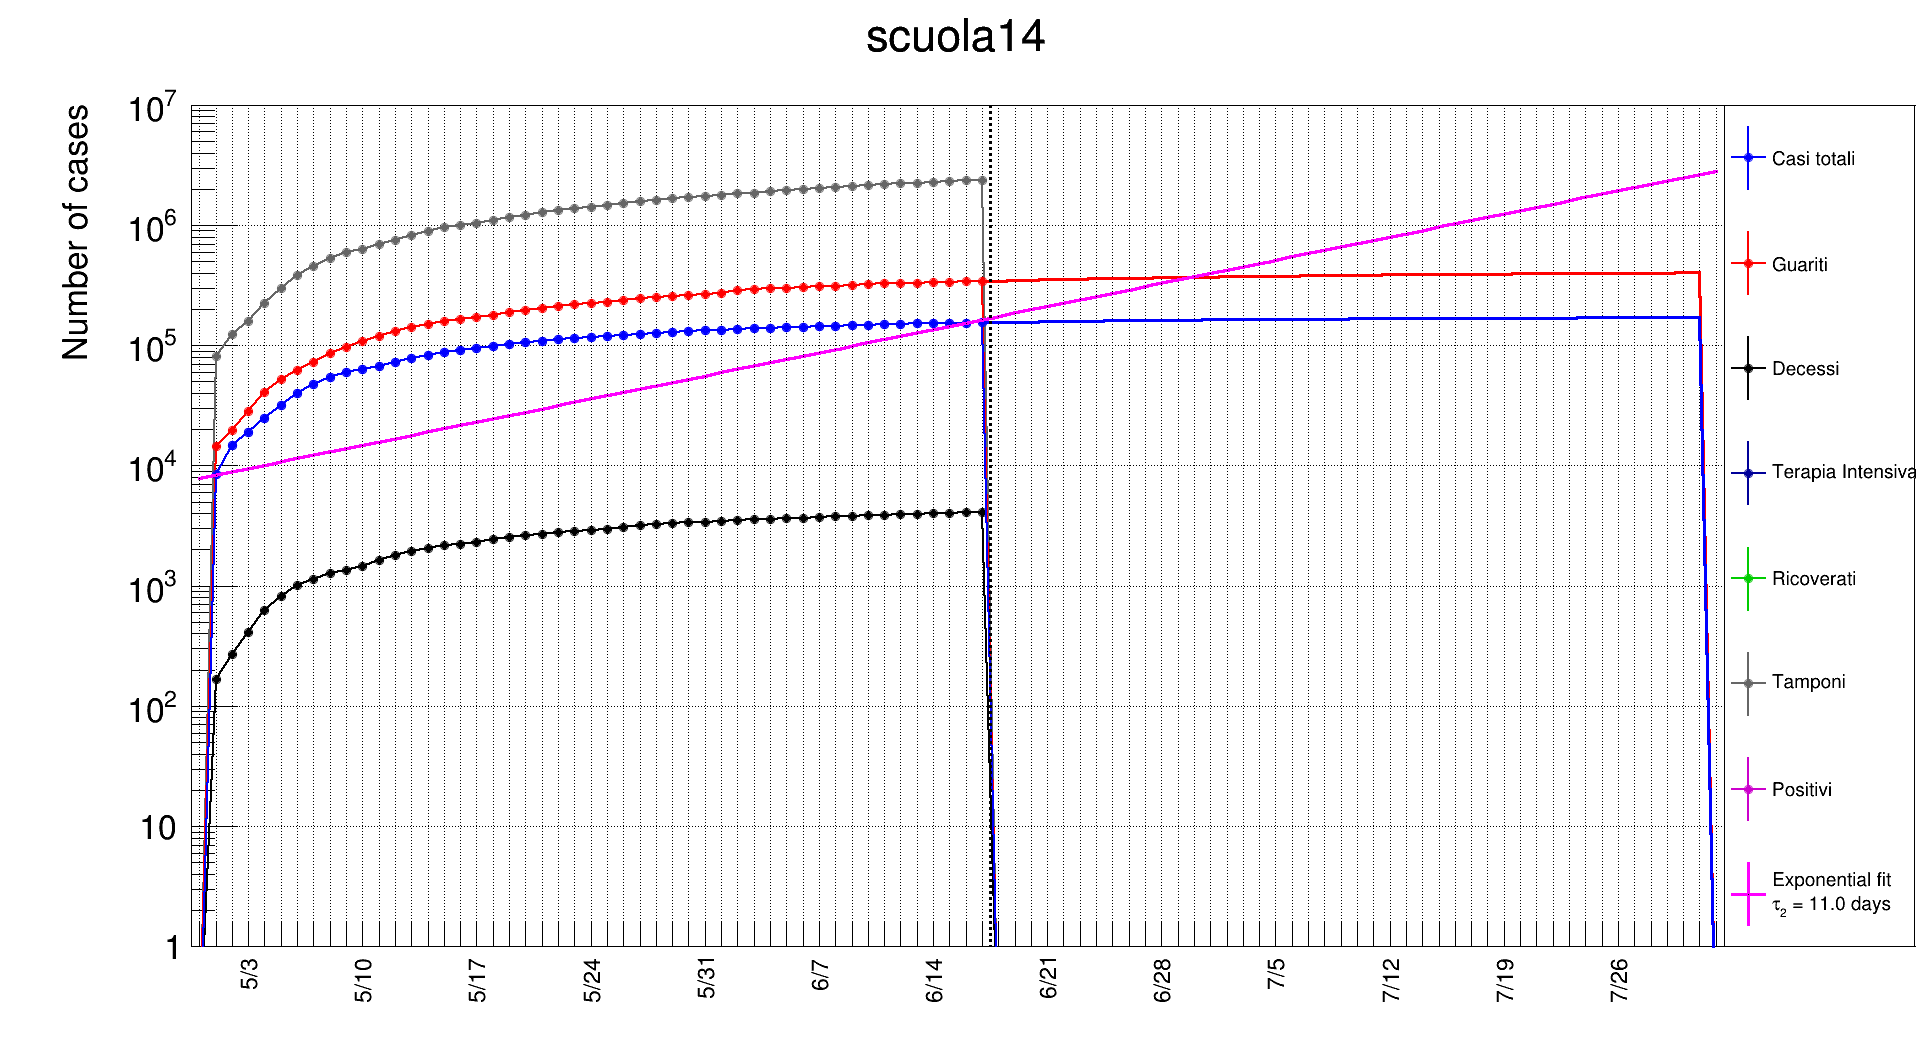 scuola14
Number of cases
10^7
10^6
10^5
10^4
10^3
10^2
10
1
5/3
5/10
5/17
5/24
5/31
6/7
6/14
6/21
6/28
7/5
7/12
7/19
7/26
Casi totali
Guariti
Decessi
Terapia Intensiva
Ricoverati
Tamponi
Positivi
Exponential fit
τ_2 = 11.0 days